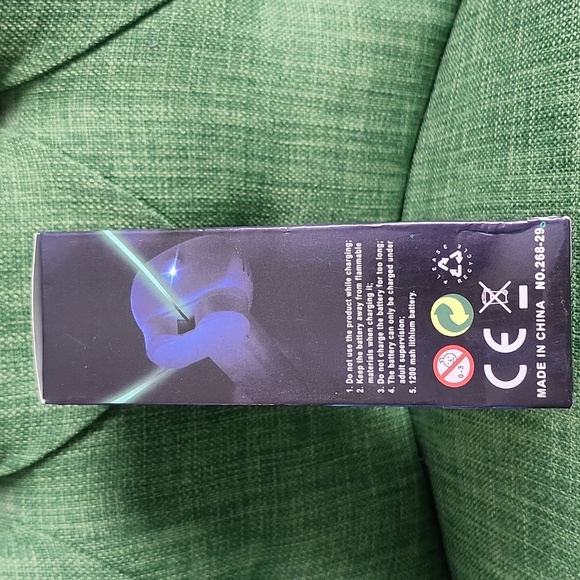 1. Do not use the product while charging;
2. Keep the battery away from flammable
materials when charging it;
3. Do not charge the battery for too long;
4. The battery can only be charged under
adult supervision;
5. 1200 mah lithium battery.
0-3
CE
MADE IN CHINA NO.268-29